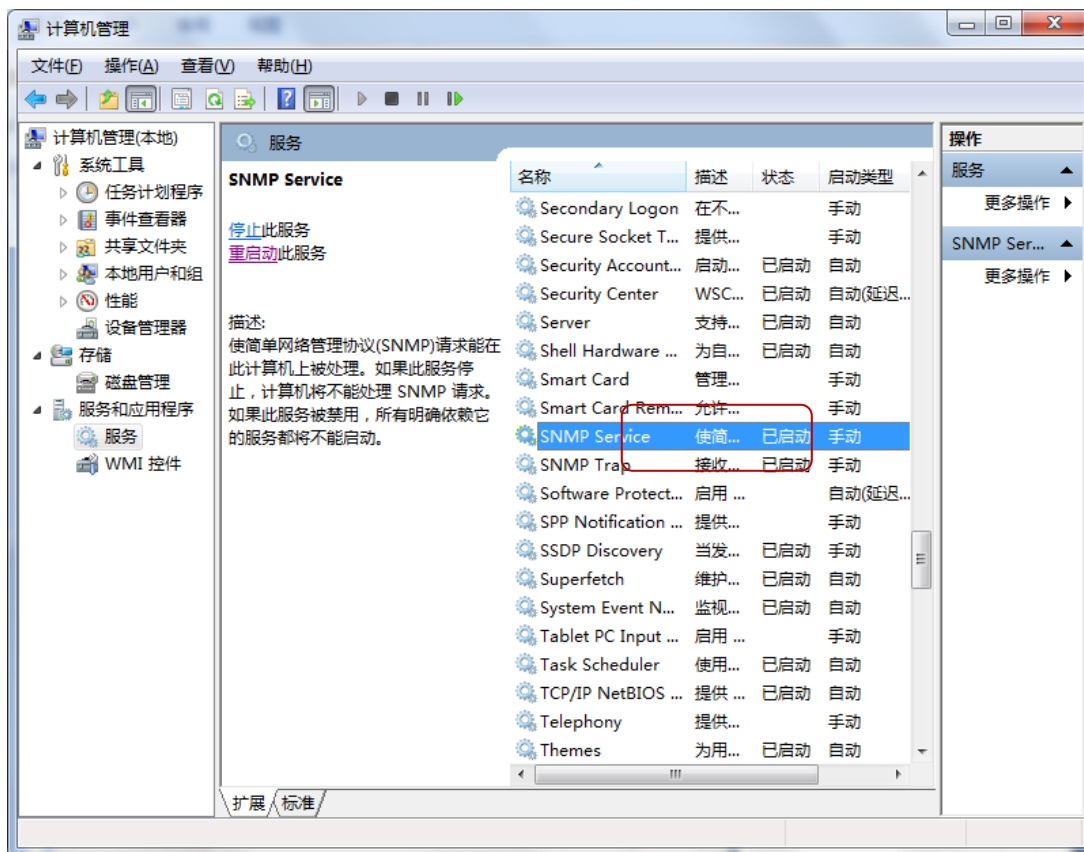 计算机管理
文件(F) 操作(A) 查看(V) 帮助(H)
计算机管理(本地)
系统工具
任务计划程序
事件查看器
共享文件夹
本地用户和组
性能
设备管理器
存储
磁盘管理
服务和应用程序
服务
WMI 控件
服务
SNMP Service
停止此服务
重启动此服务
描述:
使简单网络管理协议(SNMP)请求能在
此计算机上被处理。如果此服务停
止，计算机将不能处理 SNMP 请求。
如果此服务被禁用，所有明确依赖它
的服务都将不能启动。
名称 描述 状态 启动类型
Secondary Logon 在不... 手动
Secure Socket T... 提供... 手动
Security Account... 启动... 已启动 自动
Security Center WSC... 已启动 自动(延迟...
Server 支持... 已启动 自动
Shell Hardware ... 为自... 已启动 自动
Smart Card 管理... 手动
Smart Card Rem... 允许... 手动
SNMP Service 使简... 已启动 手动
SNMP Trap 接收... 已启动 手动
Software Protect... 启用 ... 自动(延迟...
SPP Notification ... 提供... 手动
SSDP Discovery 当发... 已启动 手动
Superfetch 维护... 已启动 自动
System Event N... 监视... 已启动 自动
Tablet PC Input ... 启用 ... 手动
Task Scheduler 使用... 已启动 自动
TCP/IP NetBIOS ... 提供 ... 已启动 自动
Telephony 提供... 手动
Themes 为用... 已启动 自动
扩展 标准
操作
服务
更多操作
SNMP Ser...
更多操作